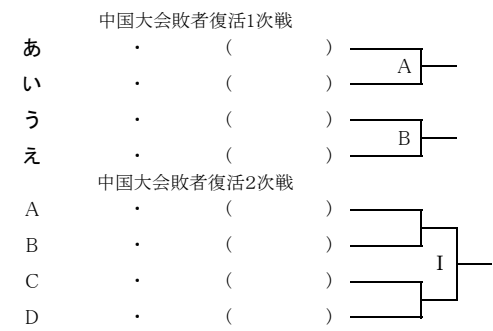 中国大会敗者復活1次戦
あ ・ ( )
A
い ・ ( )
う ・ ( )
B
え ・ ( )
中国大会敗者復活2次戦
A ・ ( )
B ・ ( )
I
C ・ ( )
D ・ ( )